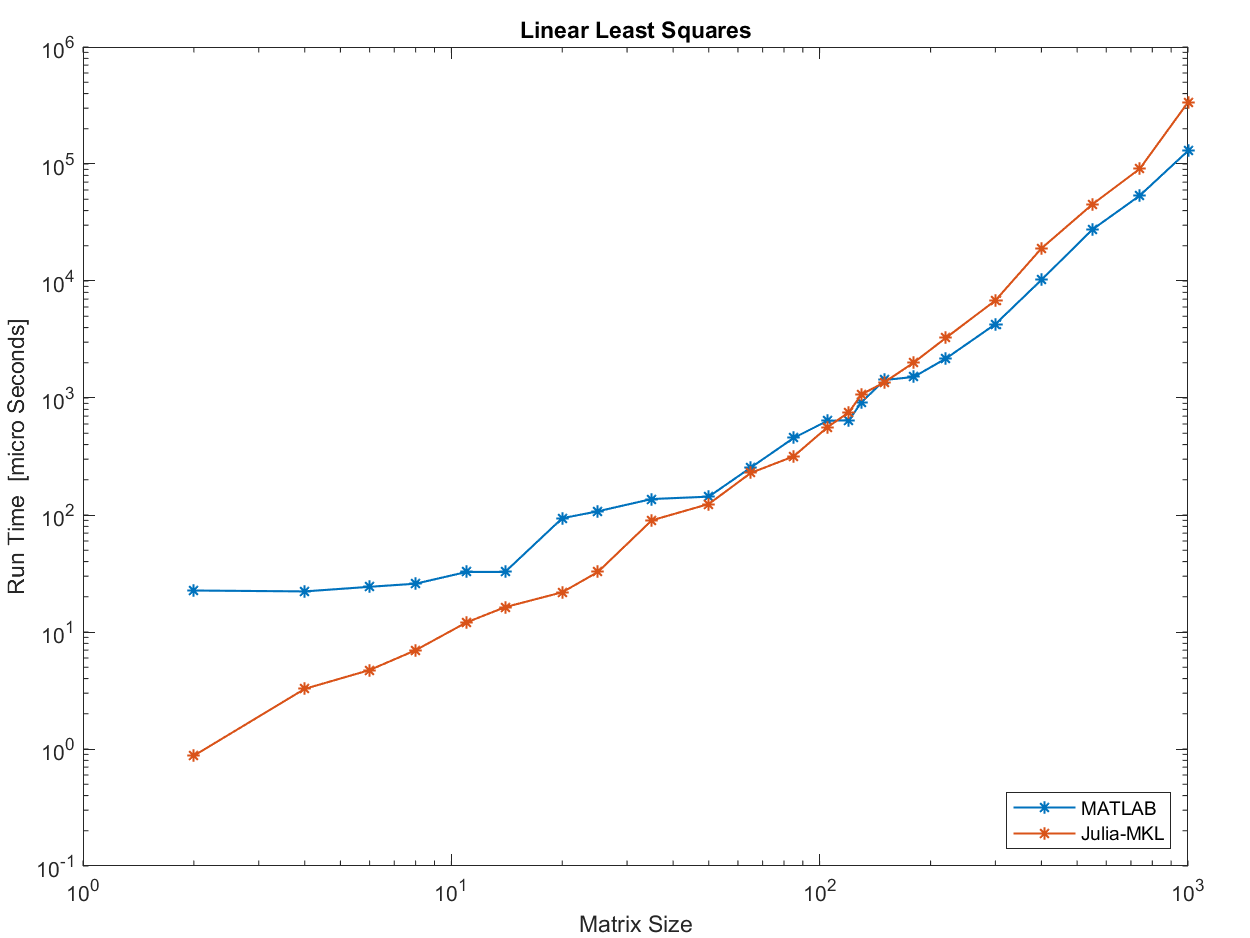 Linear Least Squares
10^6
10^5
10^4
10^3
10^2
10^1
10^0
10^-1
Run Time [micro Seconds]
10^0 10^1 10^2 10^3
Matrix Size
MATLAB
Julia-MKL